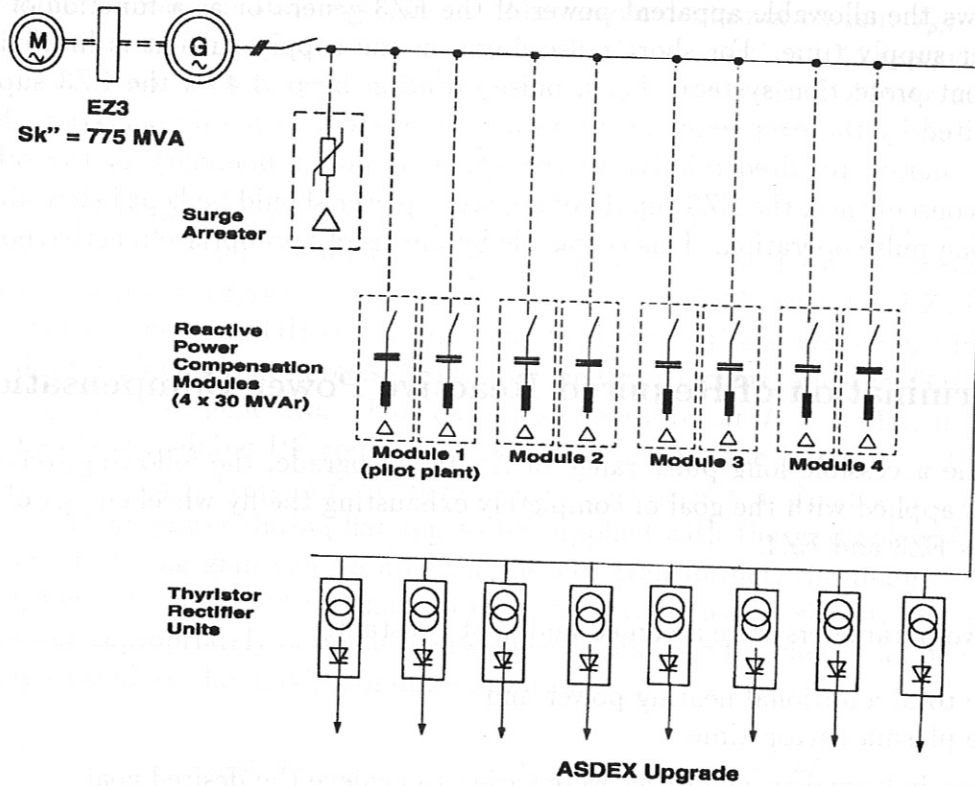 M
G
EZ3
Sk” = 775 MVA
Surge
Arrester
Reactive
Power
Compensation
Modules
(4 x 30 MVAr)
Module 1
(pilot plant)
Module 2
Module 3
Module 4
Thyristor
Rectifier
Units
ASDEX Upgrade